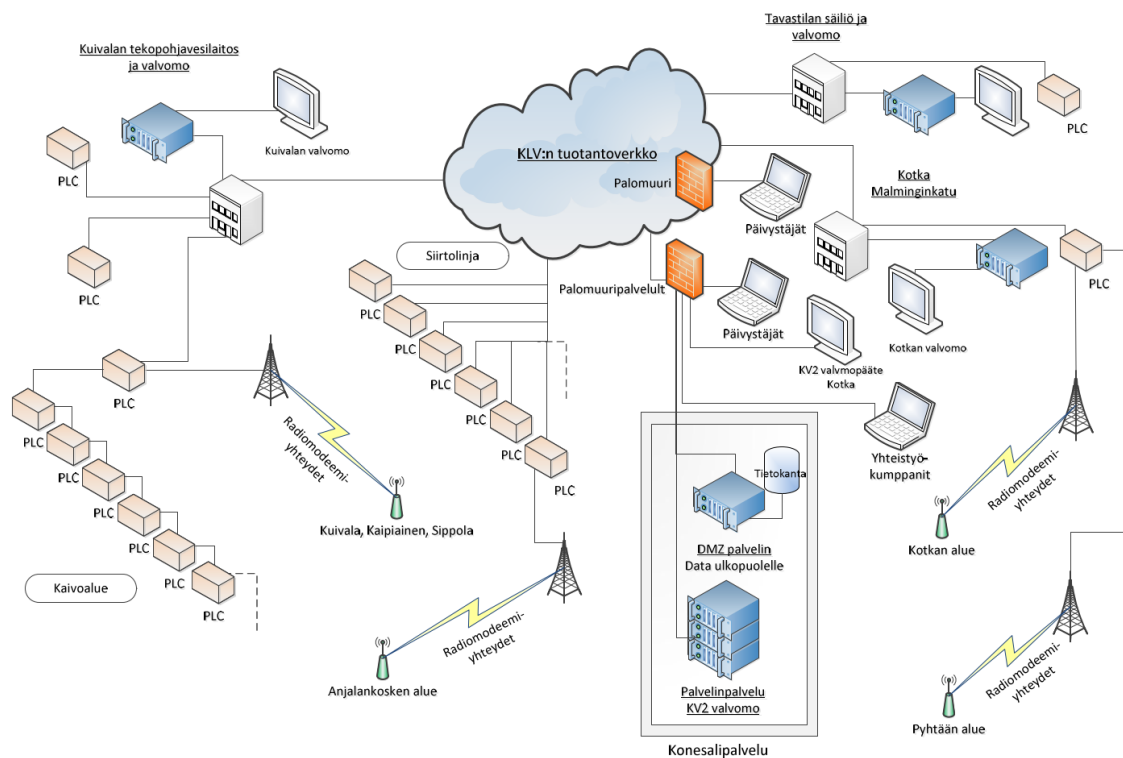 Kuivalan tekopohjavesilaitos
ja valvomo
Kuivalan valvomo
PLC
PLC
PLC
PLC
PLC
PLC
PLC
PLC
PLC
Kaivoalue
Radiomodeemi-
yhteydet
Kuivala, Kaipiainen, Sippola
KLV:n tuotantoverkko
Palomuuri
Siirtolinja
PLC
PLC
PLC
PLC
PLC
PLC
Radiomodeemi-
yhteydet
Anjalankosken alue
Tavastilan säiliö ja
valvomo
PLC
Päivystäjät
Palomuuripalvelult
Päivystäjät
KV2 valvmopääte
Kotka
Yhteistyö-
kumppanit
Kotka
Malminginkatu
PLC
Kotkan valvomo
Radiomodeemi-
yhteydet
Kotkan alue
Radiomodeemi-
yhteydet
Pyhtään alue
Tietokanta
DMZ palvelin
Data ulkopuolelle
Palvelinpalvelu
KV2 valvomo
Konesalipalvelu